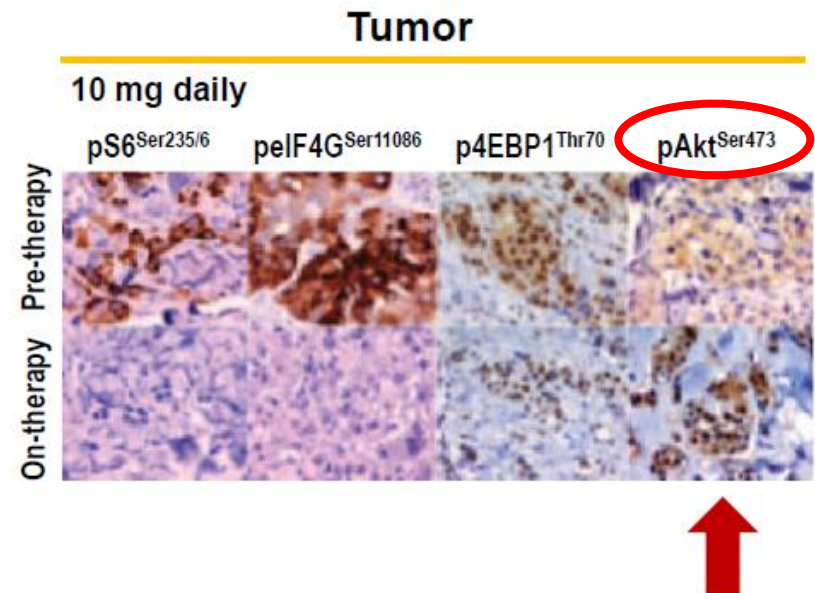 Tumor
10 mg daily
pS6Ser235/6 peIF4GSer11086 p4EBP1Thr70 pAktSer473
Pre-therapy
On-therapy